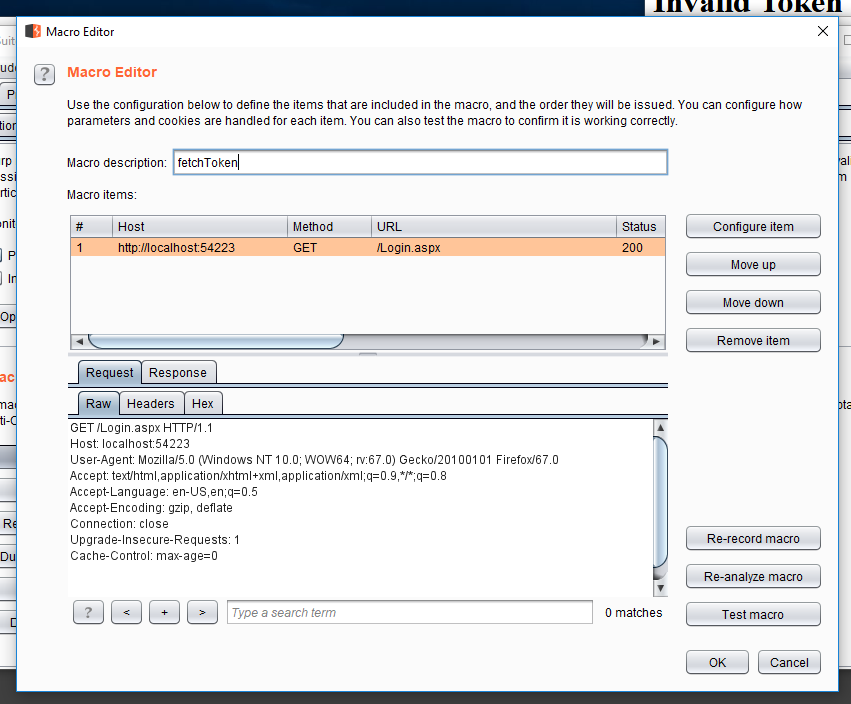 Invalid Token
Macro Editor
?
Macro Editor
Use the configuration below to define the items that are included in the macro, and the order they will be issued. You can configure how
parameters and cookies are handled for each item. You can also test the macro to confirm it is working correctly.
Macro description: fetchToken
Macro items:
# Host Method URL Status
1 http://localhost:54223 GET /Login.aspx 200
Configure item
Move up
Move down
Remove item
Request Response
Raw Headers Hex
GET /Login.aspx HTTP/1.1
Host: localhost:54223
User-Agent: Mozilla/5.0 (Windows NT 10.0; WOW64; rv:67.0) Gecko/20100101 Firefox/67.0
Accept: text/html,application/xhtml+xml,application/xml;q=0.9,*/*;q=0.8
Accept-Language: en-US,en;q=0.5
Accept-Encoding: gzip, deflate
Connection: close
Upgrade-Insecure-Requests: 1
Cache-Control: max-age=0
Re-record macro
Re-analyze macro
Test macro
? < + > Type a search term 0 matches
OK Cancel